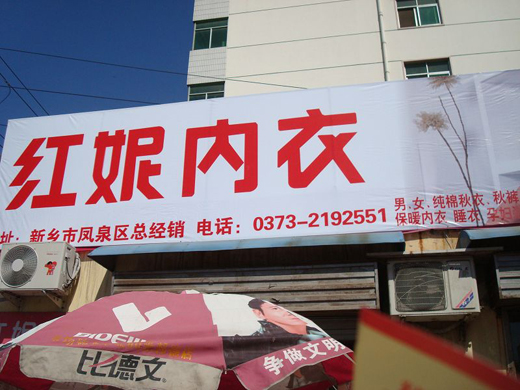 红妮内衣
址：新乡市凤泉区总经销 电话：0373-2192551
男、女、纯棉秋衣、秋裤
保暖内衣、睡衣、
比德文
争做文明